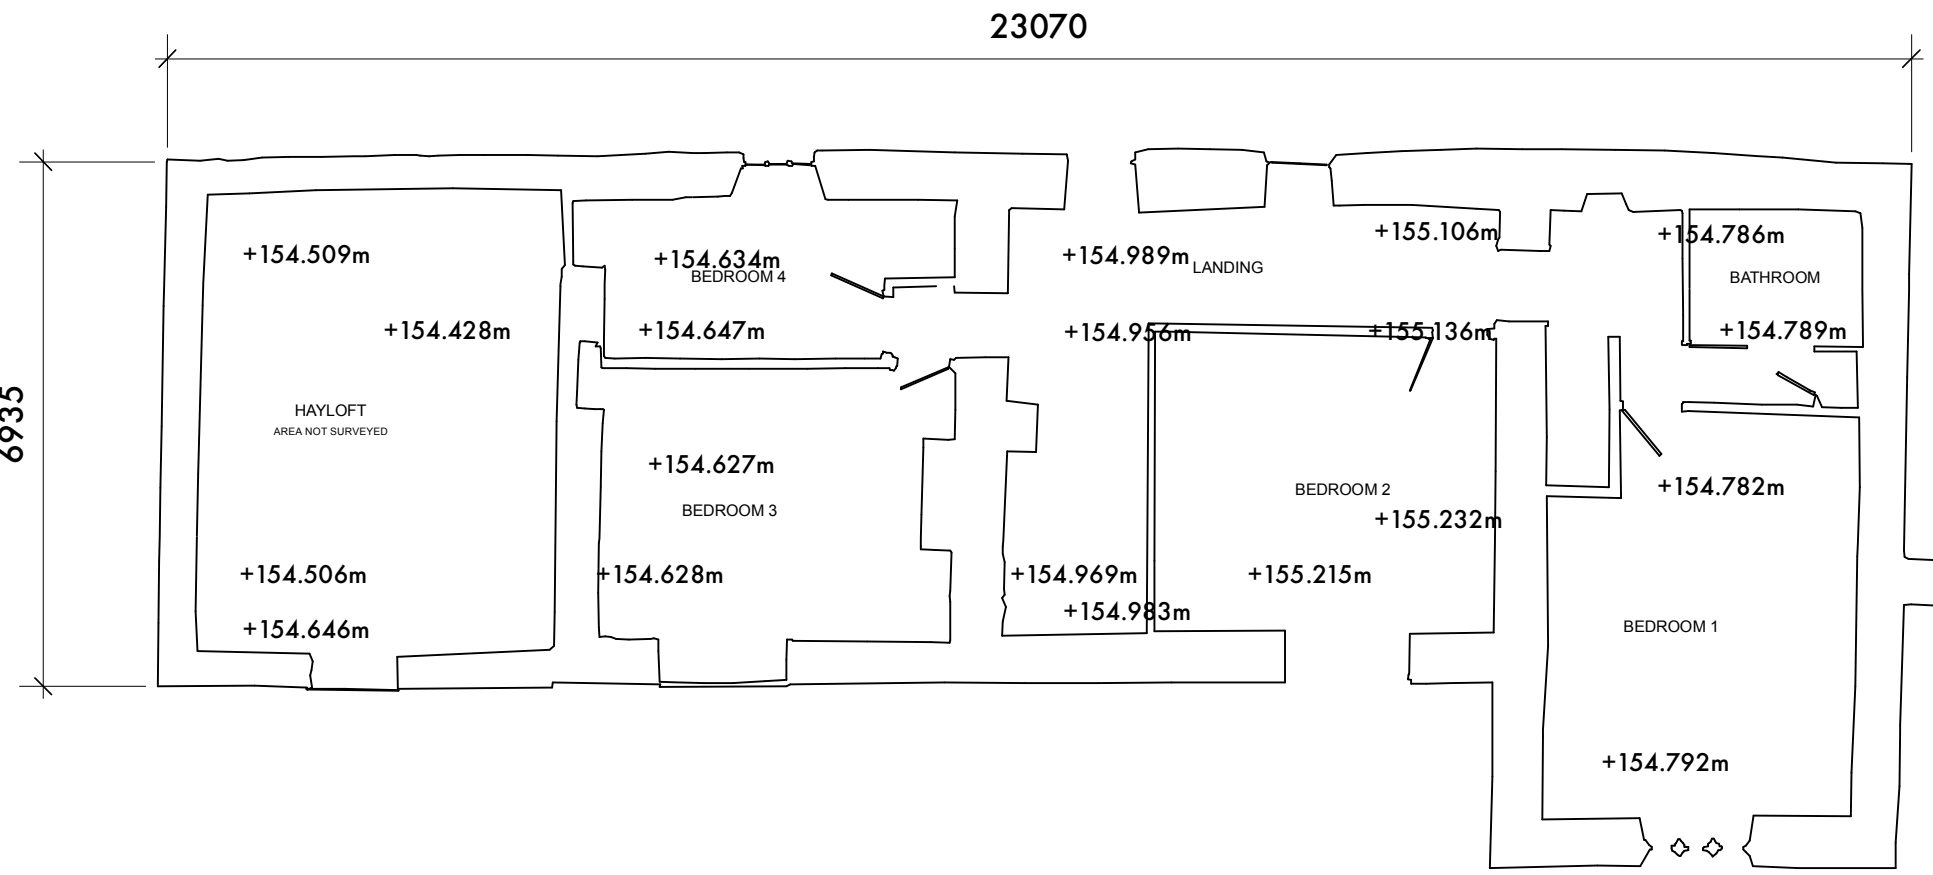 23070
6935
+154.509m
+154.428m
HAYLOFT
AREA NOT SURVEYED
+154.506m
+154.646m
+154.634m
BEDROOM 4
+154.647m
+154.627m
BEDROOM 3
+154.628m
+154.989m
LANDING
+155.106m
+154.956m
+155.136m
BEDROOM 2
+155.232m
+155.215m
+154.969m
+154.983m
+154.786m
BATHROOM
+154.789m
+154.782m
BEDROOM 1
+154.792m